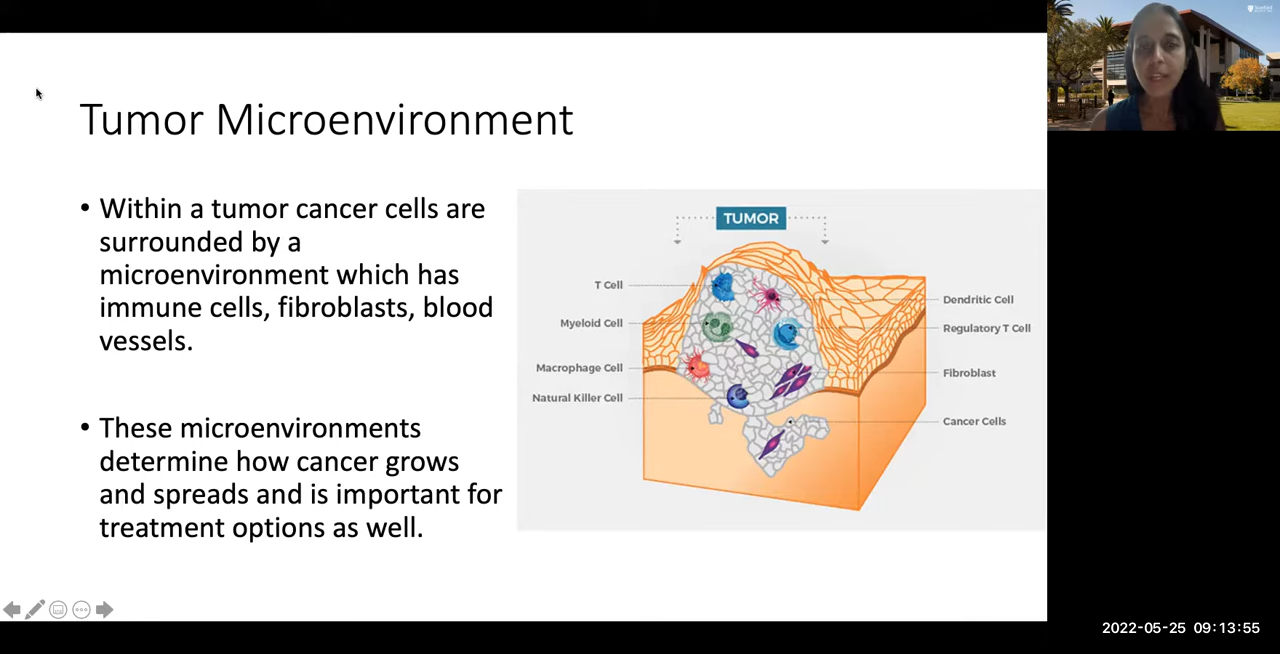 Tumor Microenvironment
• Within a tumor cancer cells are
surrounded by a
microenvironment which has
immune cells, fibroblasts, blood
vessels.
• These microenvironments
determine how cancer grows
and spreads and is important for
treatment options as well.
TUMOR
T Cell
Myeloid Cell
Macrophage Cell
Natural Killer Cell
Dendritic Cell
Regulatory T Cell
Fibroblast
Cancer Cells
2022-05-25 09:13:55